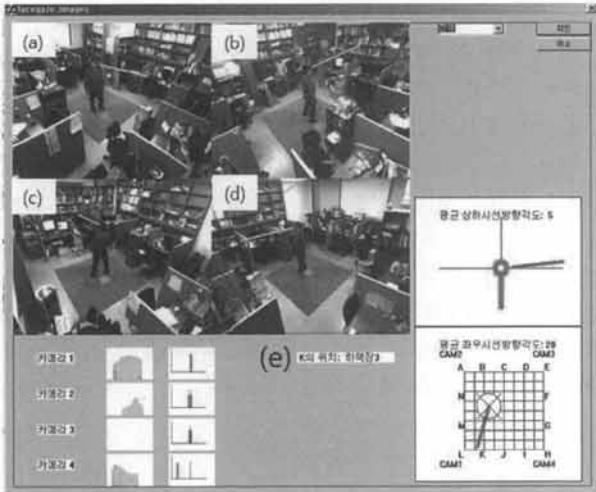 facegaze_images
(a)
(b)
(c)
(d)
평균 상하시선방향각도: 5
카메라 1
카메라 2
카메라 3
카메라 4
(e)
평균 좌우시선방향각도: 20
CAM2 CAM3
A B C D E
N F
M G
L K J I H
CAM1 CAM4